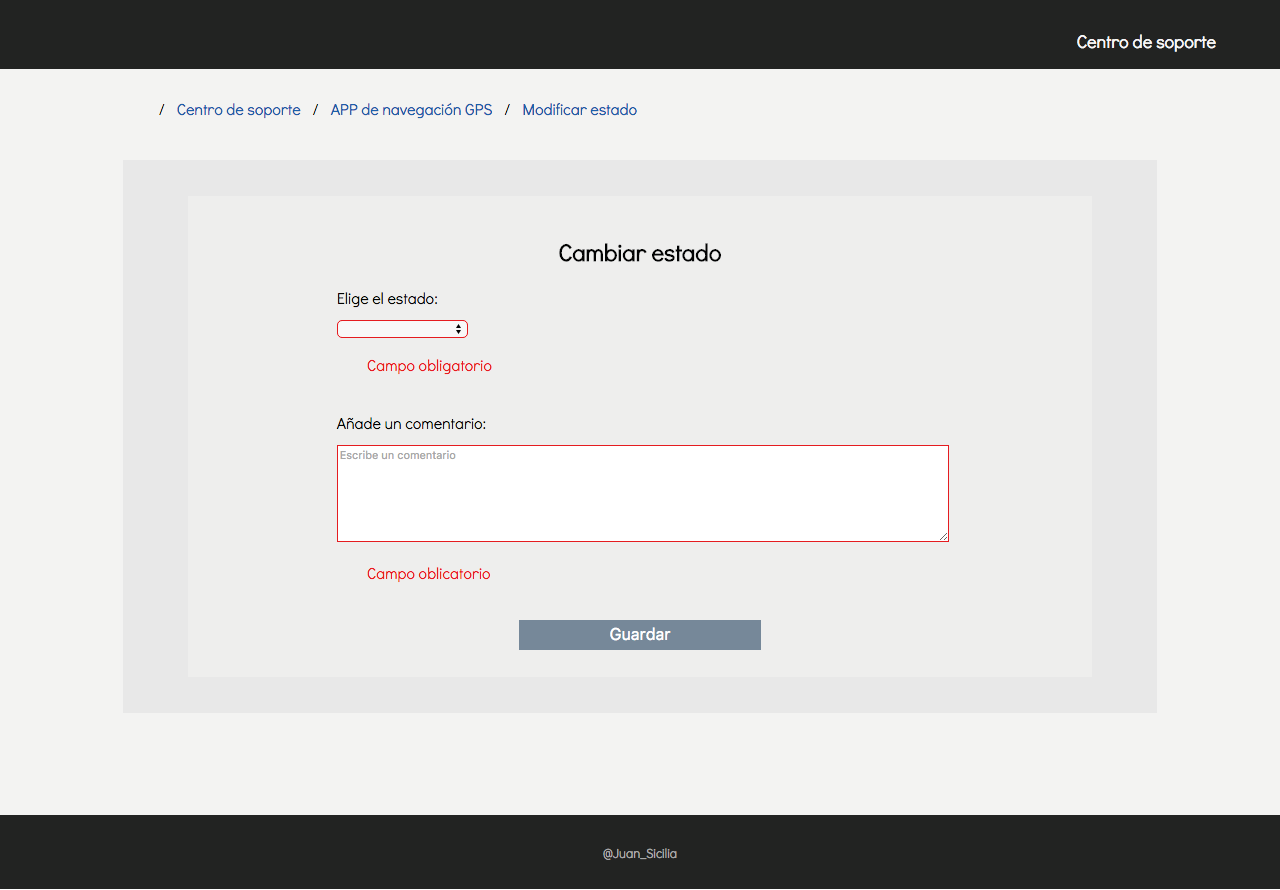 Centro de soporte
/ Centro de soporte / APP de navegación GPS / Modificar estado
Cambiar estado
Elige el estado:
Campo obligatorio
Añade un comentario:
Escribe un comentario
Campo oblicatorio
Guardar
@Juan_Sicilia